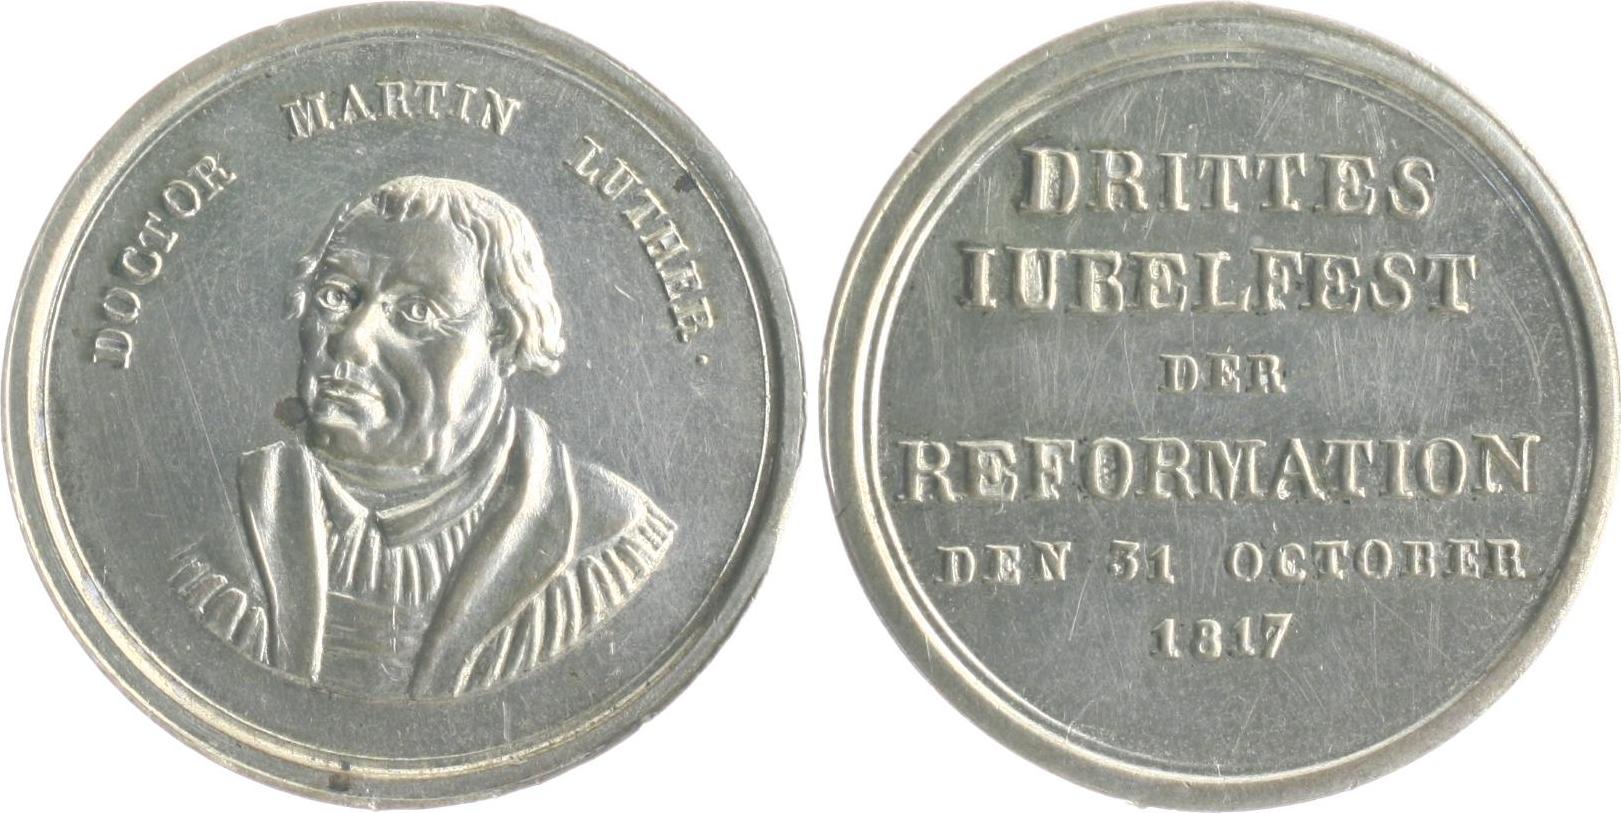 DOCTOR MARTIN LUTHER.
DRITTES
IUBELFEST
DER
REFORMATION
DEN 31 OCTOBER
1817